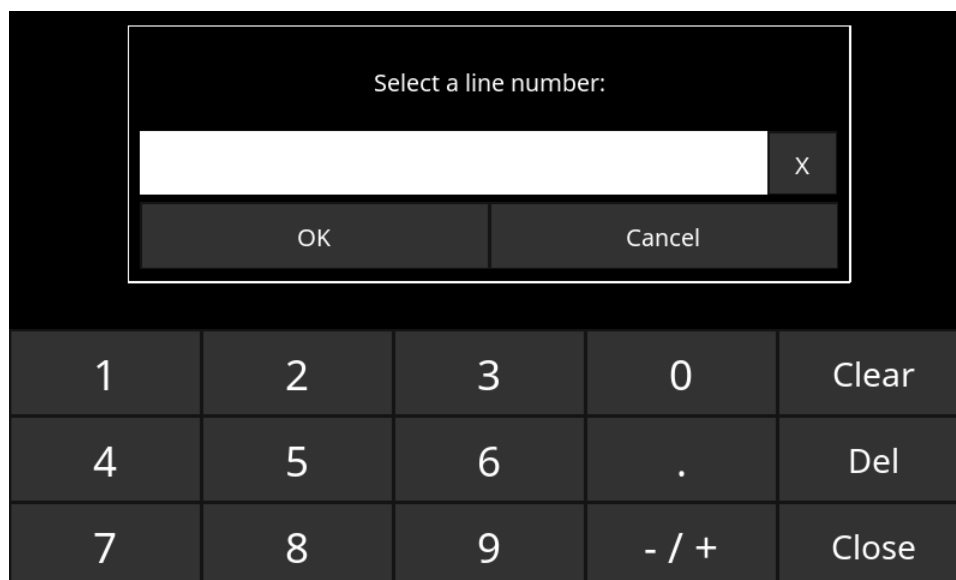 Select a line number:
X
OK Cancel
1 2 3 0 Clear
4 5 6 . Del
7 8 9 - / + Close